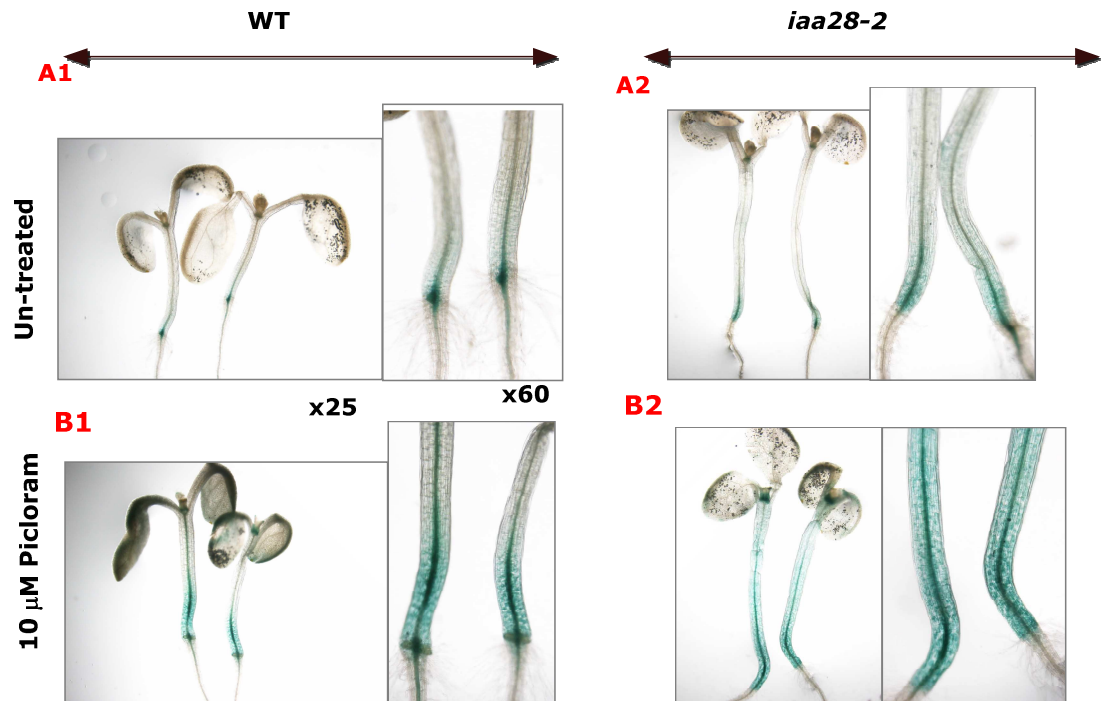 WT
iaa28-2
A1
A2
Un-treated
x25
x60
B1
B2
10 μM Picloram